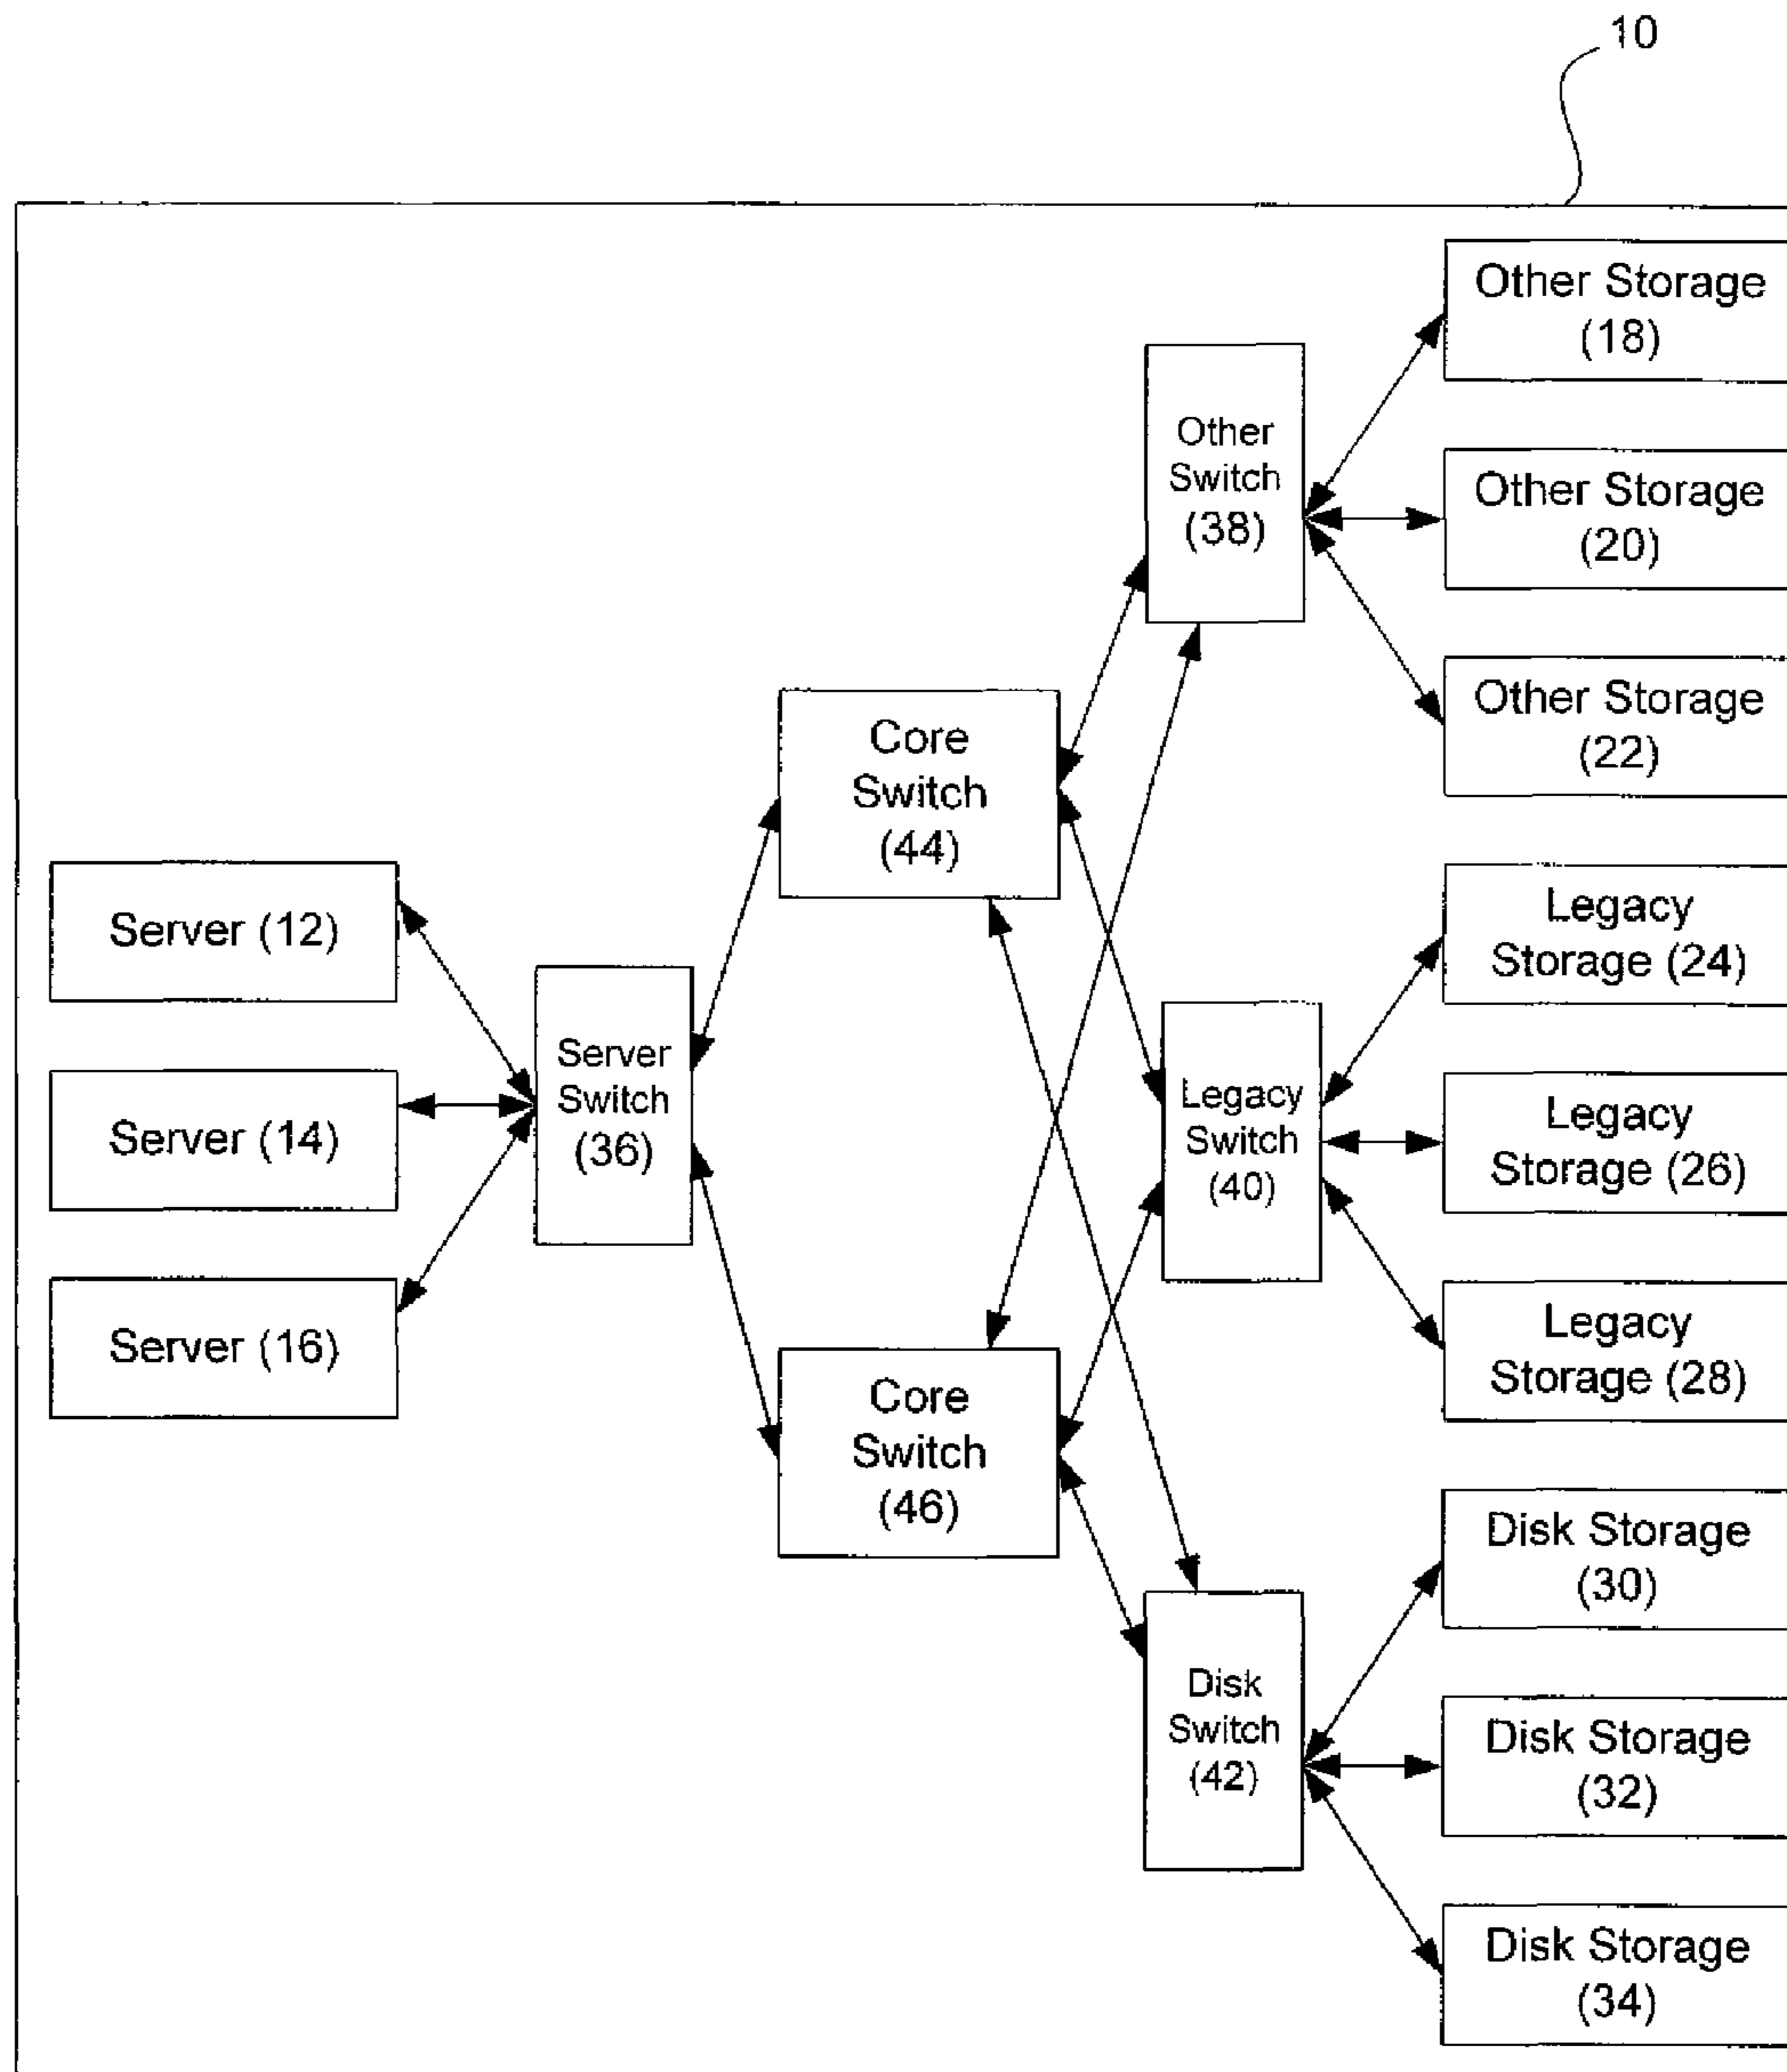 10
Other Storage
(18)
Other
Switch
(38)
Other Storage
(20)
Other Storage
(22)
Core
Switch
(44)
Server (12)
Server (14)
Server (16)
Server
Switch
(36)
Legacy
Storage (24)
Legacy
Switch
(40)
Legacy
Storage (26)
Legacy
Storage (28)
Core
Switch
(46)
Disk Storage
(30)
Disk
Switch
(42)
Disk Storage
(32)
Disk Storage
(34)